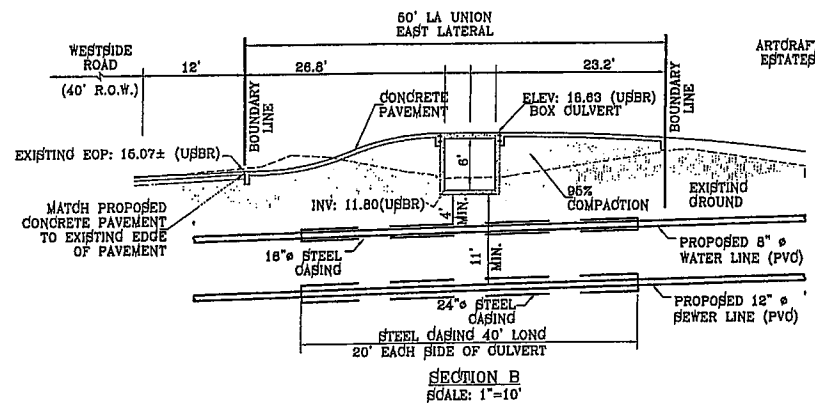 50' LA UNION
EAST LATERAL
WESTSIDE
ROAD
(40' R.O.W.)
12'
26.8'
23.2'
ARTCRAFT
ESTATES
BOUNDARY
LINE
BOUNDARY
LINE
CONCRETE
PAVEMENT
ELEV: 18.63 (USBR)
BOX CULVERT
EXISTING EOP: 15.07± (USBR)
6'
INV: 11.80(USBR)
95%
COMPACTION
EXISTING
GROUND
MATCH PROPOSED
CONCRETE PAVEMENT
TO EXISTING EDGE
OF PAVEMENT
4'
MIN.
18"ø STEEL
CASING
11'
MIN.
PROPOSED 8" ø
WATER LINE (PVC)
24"ø STEEL
CASING
PROPOSED 12" ø
SEWER LINE (PVC)
STEEL CASING 40' LONG
20' EACH SIDE OF CULVERT
SECTION B
SCALE: 1"=10'